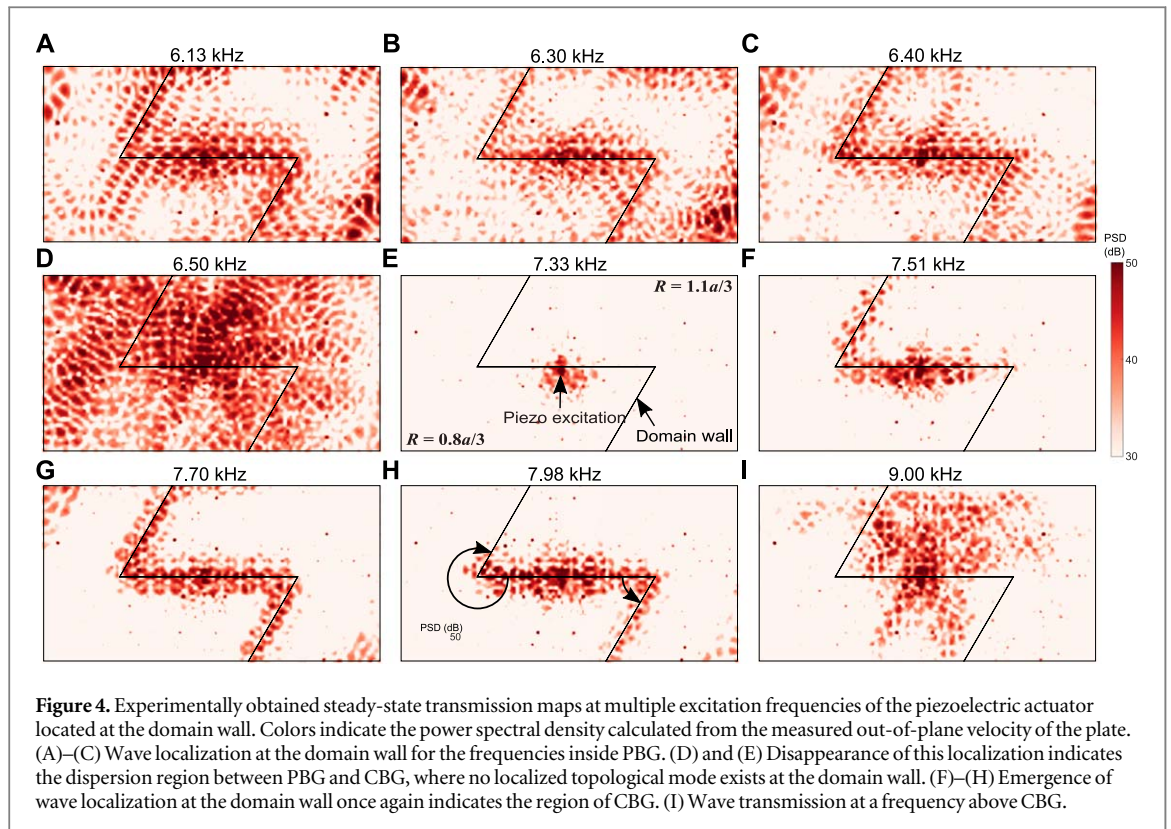 A
6.13 kHz
B
6.30 kHz
C
6.40 kHz
D
6.50 kHz
E
7.33 kHz
R = 1.1a/3
Piezo excitation
Domain wall
R = 0.8a/3
F
7.51 kHz
PSD
(dB)
50
40
30
G
7.70 kHz
H
7.98 kHz
PSD (dB)
50
I
9.00 kHz
Figure 4. Experimentally obtained steady-state transmission maps at multiple excitation frequencies of the piezoelectric actuator
located at the domain wall. Colors indicate the power spectral density calculated from the measured out-of-plane velocity of the plate.
(A)–(C) Wave localization at the domain wall for the frequencies inside PBG. (D) and (E) Disappearance of this localization indicates
the dispersion region between PBG and CBG, where no localized topological mode exists at the domain wall. (F)–(H) Emergence of
wave localization at the domain wall once again indicates the region of CBG. (I) Wave transmission at a frequency above CBG.